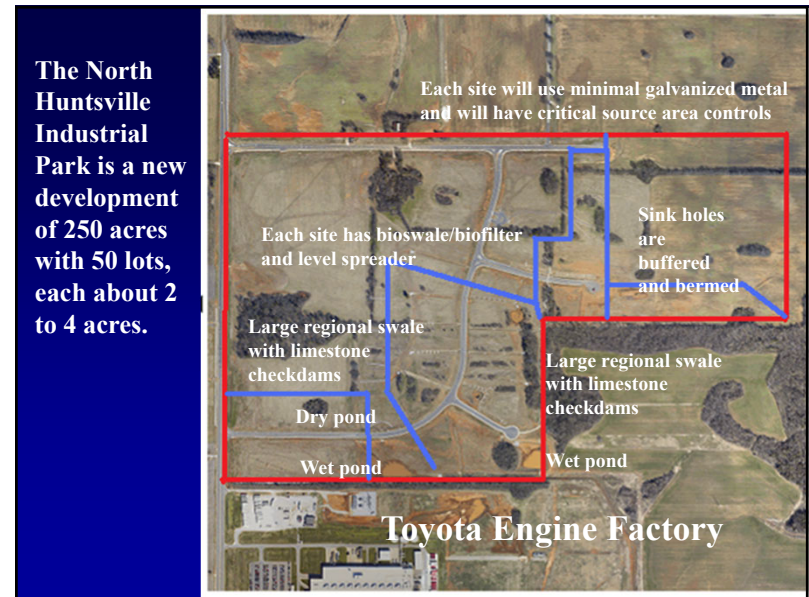 The North
Huntsville
Industrial
Park is a new
development
of 250 acres
with 50 lots,
each about 2
to 4 acres.
Each site will use minimal galvanized metal
and will have critical source area controls
Sink holes
are
buffered
and bermed
Each site has bioswale/biofilter
and level spreader
Large regional swale
with limestone
checkdams
Large regional swale
with limestone
checkdams
Dry pond
Wet pond
Wet pond
Toyota Engine Factory